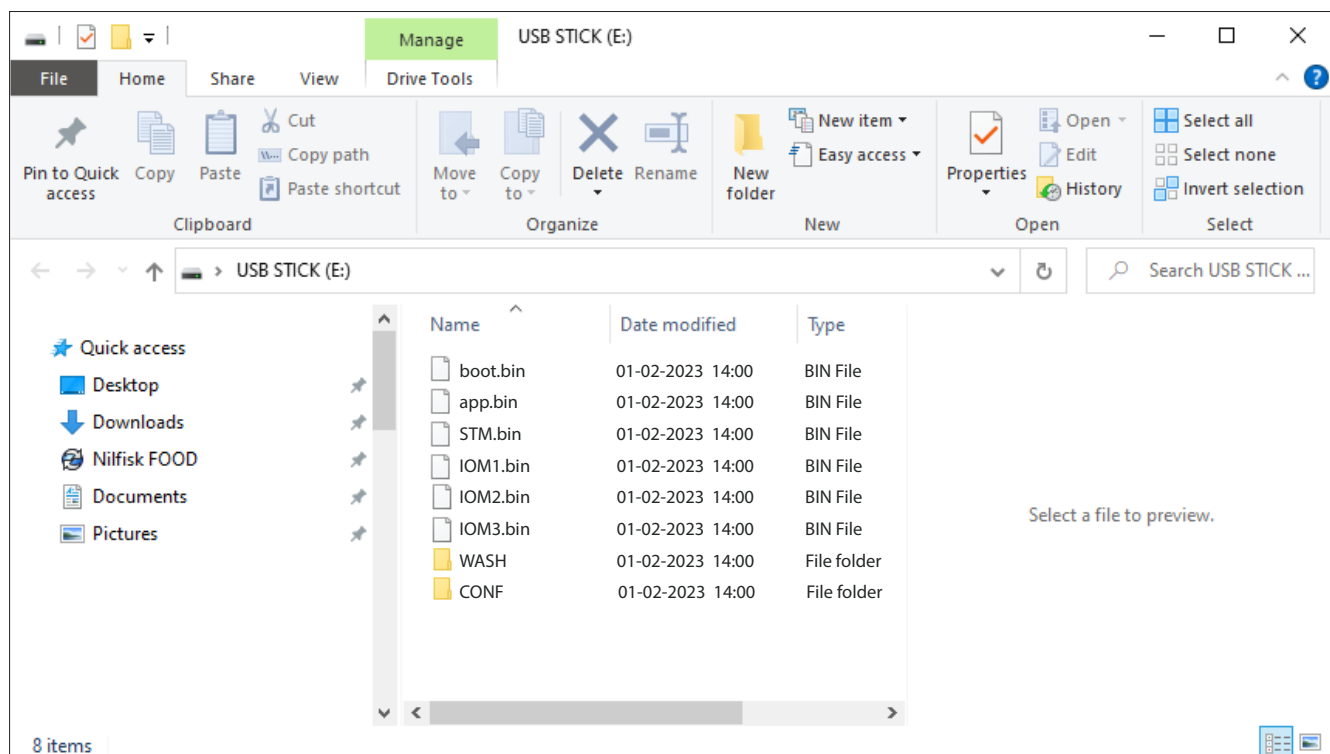 Manage USB STICK (E:)
File Home Share View Drive Tools
Pin to Quick access
Copy
Paste
Cut
Copy path
Paste shortcut
Clipboard
Move to
Copy to
Delete
Rename
Organize
New folder
New item
Easy access
New
Properties
Open
Edit
History
Open
Select all
Select none
Invert selection
Select
USB STICK (E:)
Search USB STICK ...
Quick access
Desktop
Downloads
Nilfisk FOOD
Documents
Pictures
Name Date modified Type
boot.bin 01-02-2023 14:00 BIN File
app.bin 01-02-2023 14:00 BIN File
STM.bin 01-02-2023 14:00 BIN File
IOM1.bin 01-02-2023 14:00 BIN File
IOM2.bin 01-02-2023 14:00 BIN File
IOM3.bin 01-02-2023 14:00 BIN File
WASH 01-02-2023 14:00 File folder
CONF 01-02-2023 14:00 File folder
Select a file to preview.
8 items